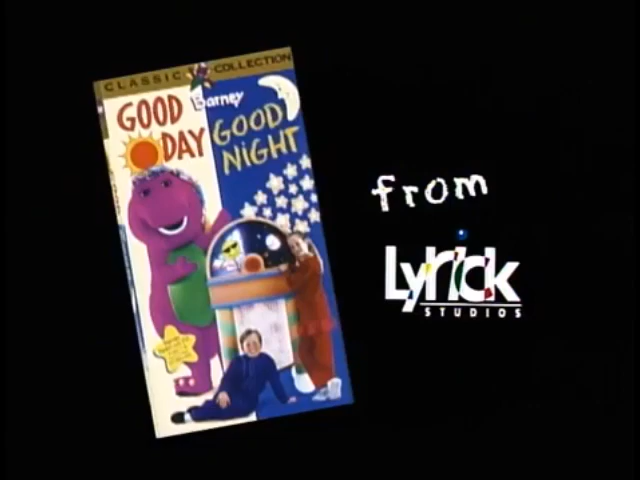 CLASSIC COLLECTION
Barney
GOOD DAY
GOOD NIGHT
from
Lyrick
STUDIOS